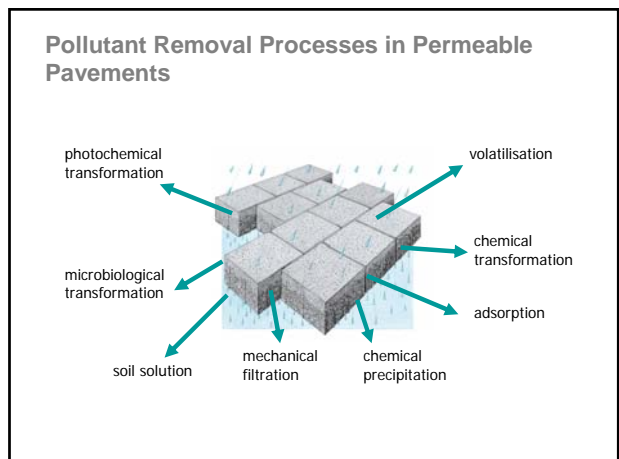 Pollutant Removal Processes in Permeable
Pavements
photochemical
transformation
volatilisation
chemical
transformation
microbiological
transformation
adsorption
soil solution
mechanical
filtration
chemical
precipitation